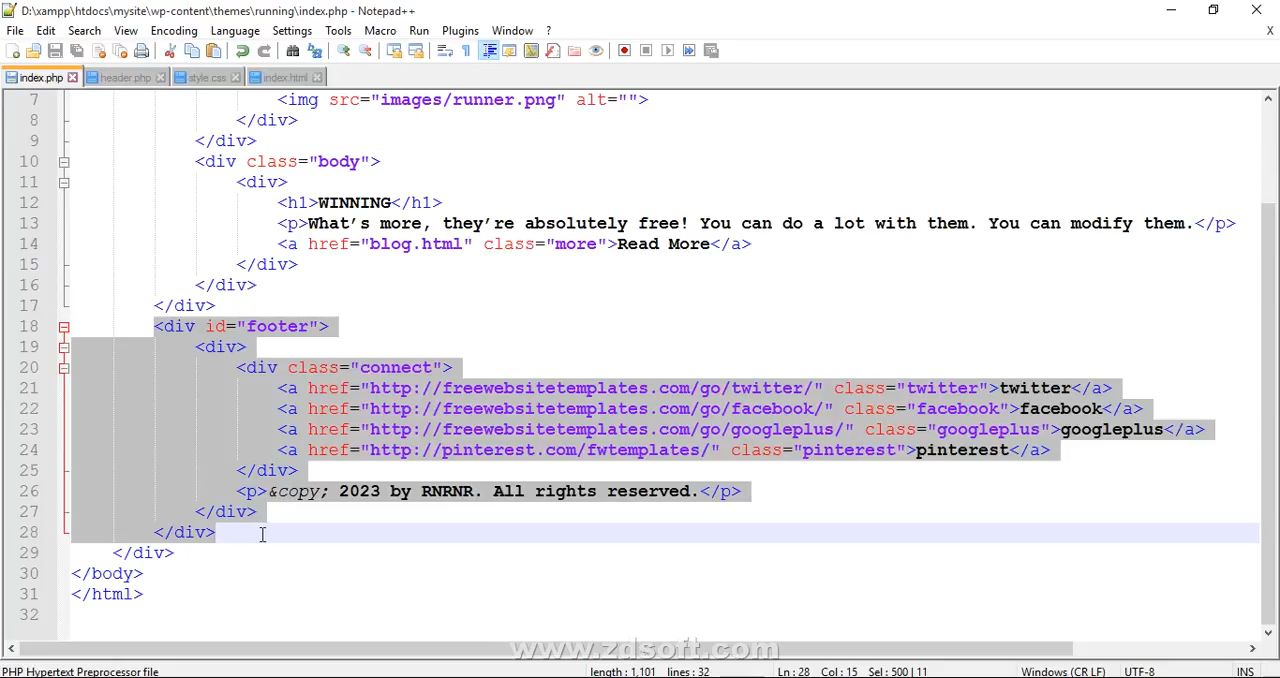 D:\xampp\htdocs\mysite\wp-content\themes\running\index.php - Notepad++
File Edit Search View Encoding Language Settings Tools Macro Run Plugins Window ? X
index.php header.php style.css index.html
7 <img src="images/runner.png" alt="">
8 </div>
9 </div>
10 <div class="body">
11 <div>
12 <h1>WINNING</h1>
13 <p>What’s more, they’re absolutely free! You can do a lot with them. You can modify them.</p>
14 <a href="blog.html" class="more">Read More</a>
15 </div>
16 </div>
17 </div>
18 <div id="footer">
19 <div>
20 <div class="connect">
21 <a href="http://freewebsitetemplates.com/go/twitter/" class="twitter">twitter</a>
22 <a href="http://freewebsitetemplates.com/go/facebook/" class="facebook">facebook</a>
23 <a href="http://freewebsitetemplates.com/go/googleplus/" class="googleplus">googleplus</a>
24 <a href="http://pinterest.com/fwtemplates/" class="pinterest">pinterest</a>
25 </div>
26 <p>&copy; 2023 by RNRNR. All rights reserved.</p>
27 </div>
28 </div>
29 </div>
30 </body>
31 </html>
32
www.zdsoft.com
PHP Hypertext Preprocessor file length : 1,101 lines : 32 Ln : 28 Col : 15 Sel : 500 | 11 Windows (CR LF) UTF-8 INS